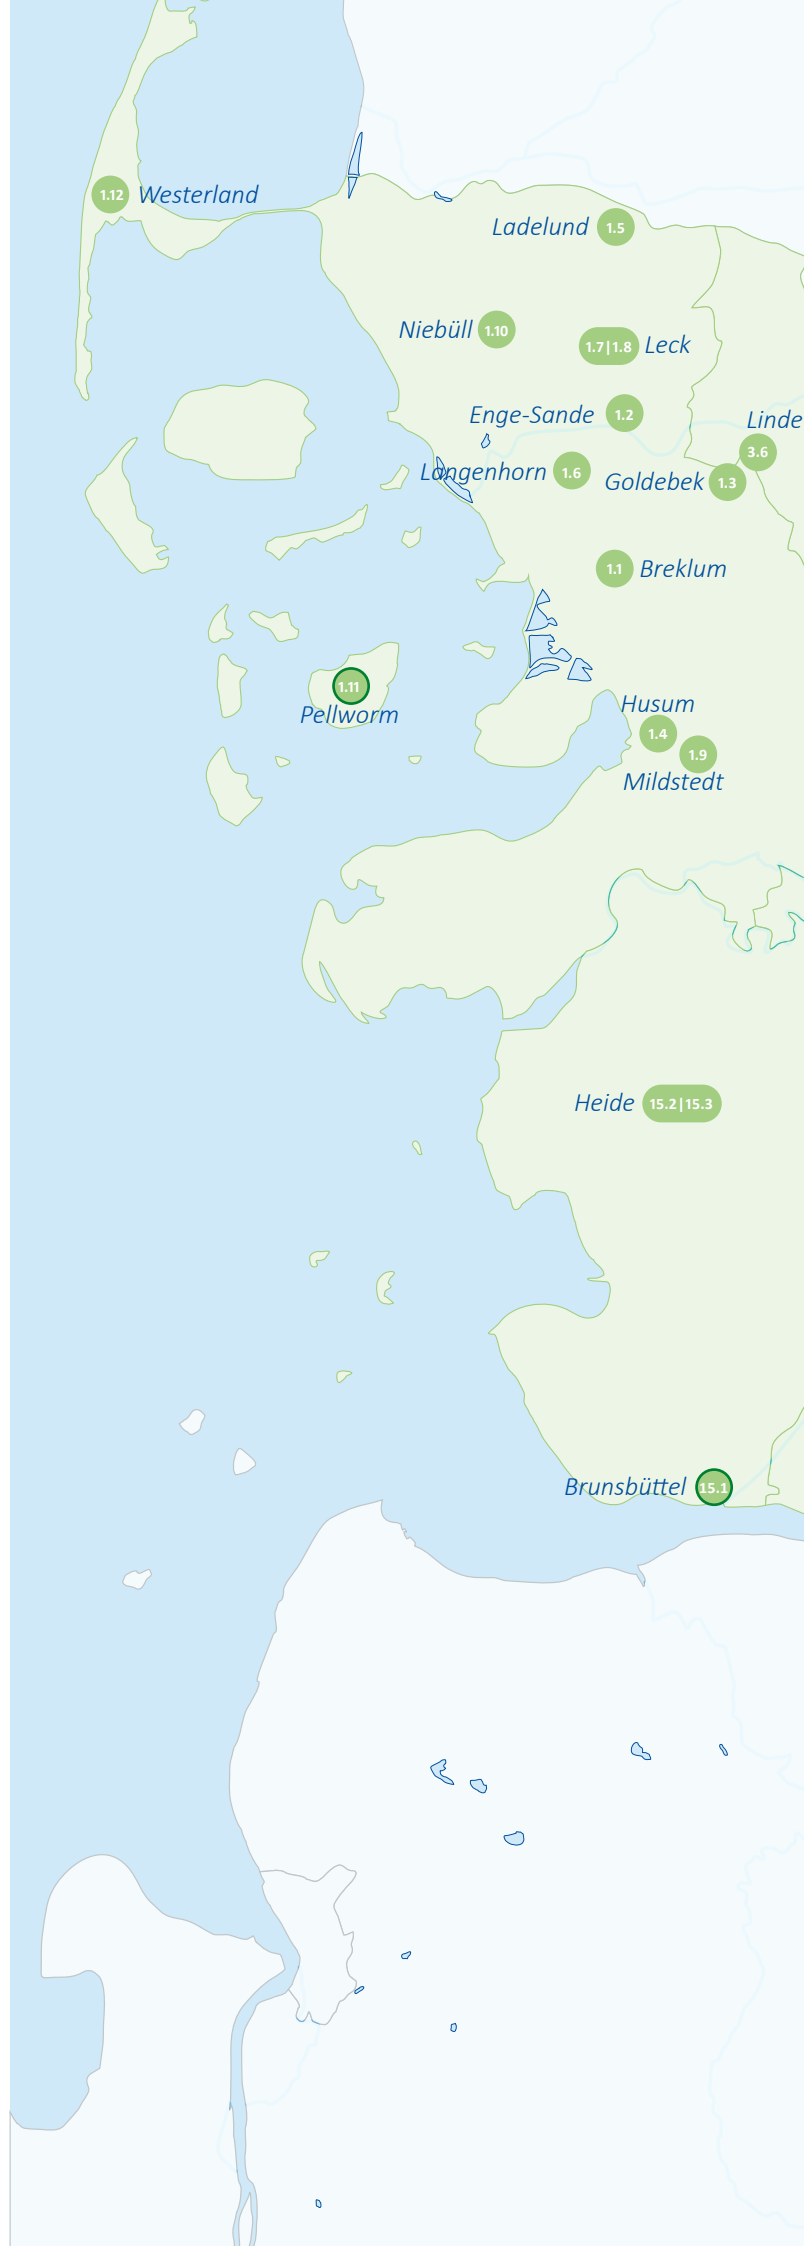 1.12 Westerland
Ladelund 1.5
Niebüll 1.10
1.7|1.8 Leck
Enge-Sande 1.2
Linde
3.6
Langenhorn 1.6
Goldebek 1.3
1.1 Breklum
1.11
Pellworm
Husum
1.4
1.9
Mildstedt
Heide 15.2|15.3
Brunsbüttel 15.1